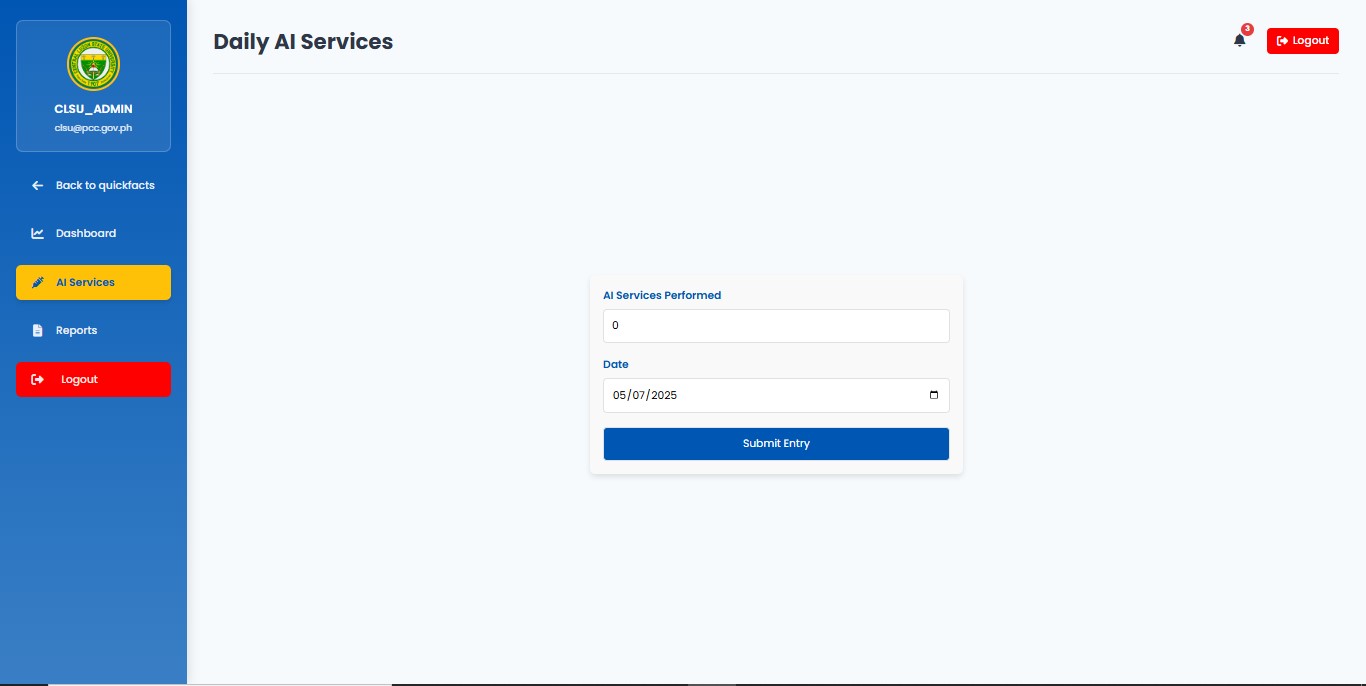 CLSU_ADMIN
clsu@pcc.gov.ph
Back to quickfacts
Dashboard
AI Services
Reports
Logout
Daily AI Services
3
Logout
AI Services Performed
0
Date
05/07/2025
Submit Entry